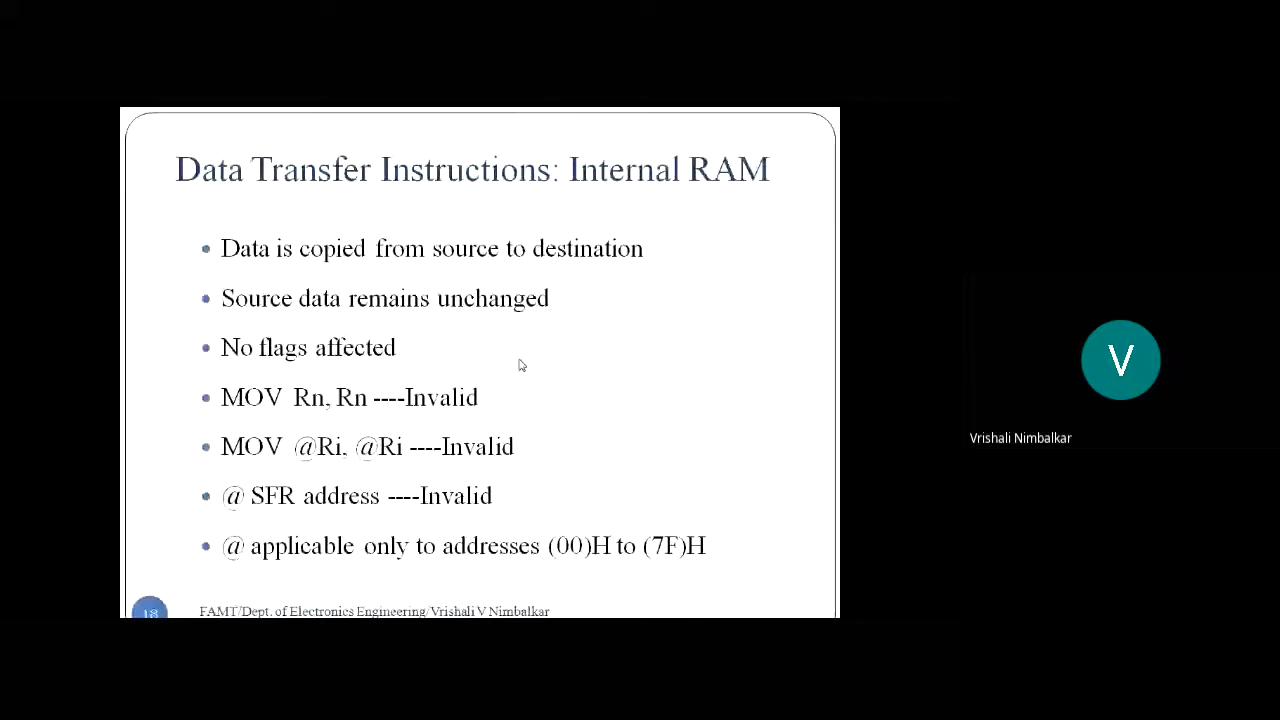 Data Transfer Instructions: Internal RAM
Data is copied from source to destination
Source data remains unchanged
No flags affected
MOV Rn, Rn ----Invalid
MOV @Ri, @Ri ----Invalid
@ SFR address ----Invalid
@ applicable only to addresses (00)H to (7F)H
18 FAMT/Dept. of Electronics Engineering/Vrishali V Nimbalkar
V
Vrishali Nimbalkar